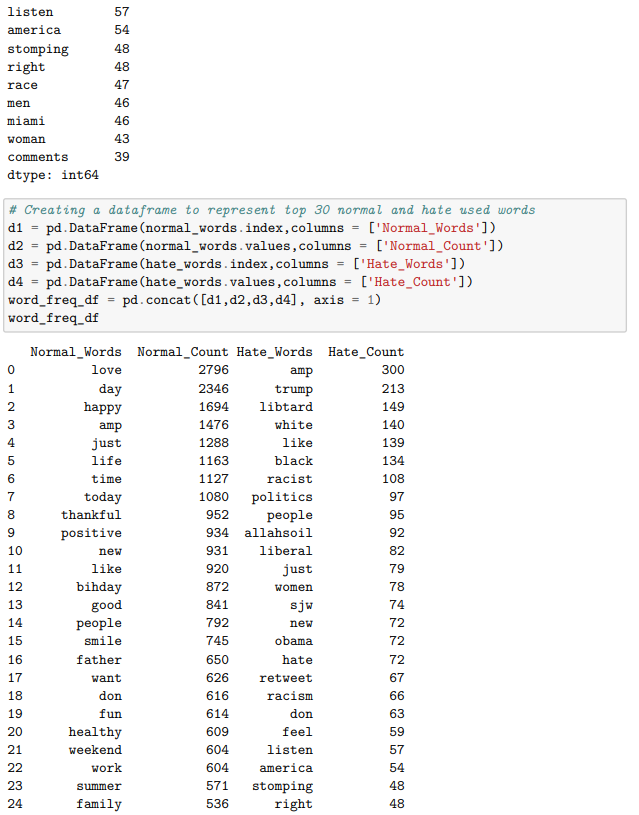 listen 57
america 54
stomping 48
right 48
race 47
men 46
miami 46
woman 43
comments 39
dtype: int64
# Creating a dataframe to represent top 30 normal and hate used words
d1 = pd.DataFrame(normal_words.index,columns = ['Normal_Words'])
d2 = pd.DataFrame(normal_words.values,columns = ['Normal_Count'])
d3 = pd.DataFrame(hate_words.index,columns = ['Hate_Words'])
d4 = pd.DataFrame(hate_words.values,columns = ['Hate_Count'])
word_freq_df = pd.concat([d1,d2,d3,d4], axis = 1)
word_freq_df
Normal_Words Normal_Count Hate_Words Hate_Count
0 love 2796 amp 300
1 day 2346 trump 213
2 happy 1694 libtard 149
3 amp 1476 white 140
4 just 1288 like 139
5 life 1163 black 134
6 time 1127 racist 108
7 today 1080 politics 97
8 thankful 952 people 95
9 positive 934 allahsoil 92
10 new 931 liberal 82
11 like 920 just 79
12 bihday 872 women 78
13 good 841 sjw 74
14 people 792 new 72
15 smile 745 obama 72
16 father 650 hate 72
17 want 626 retweet 67
18 don 616 racism 66
19 fun 614 don 63
20 healthy 609 feel 59
21 weekend 604 listen 57
22 work 604 america 54
23 summer 571 stomping 48
24 family 536 right 48